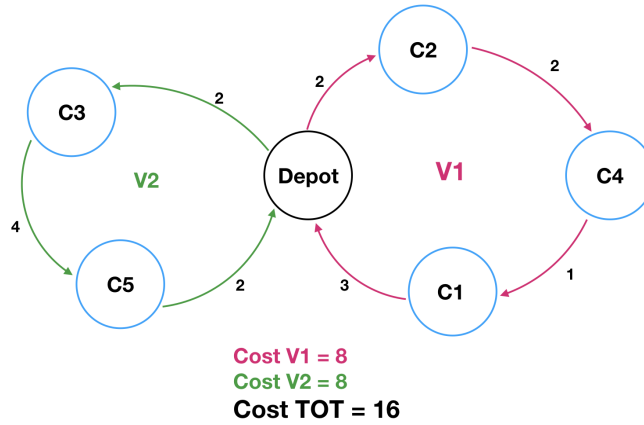 C2
2
2
C3
2
V2
Depot
V1
C4
4
C5
2
3
C1
1
Cost V1 = 8
Cost V2 = 8
Cost TOT = 16